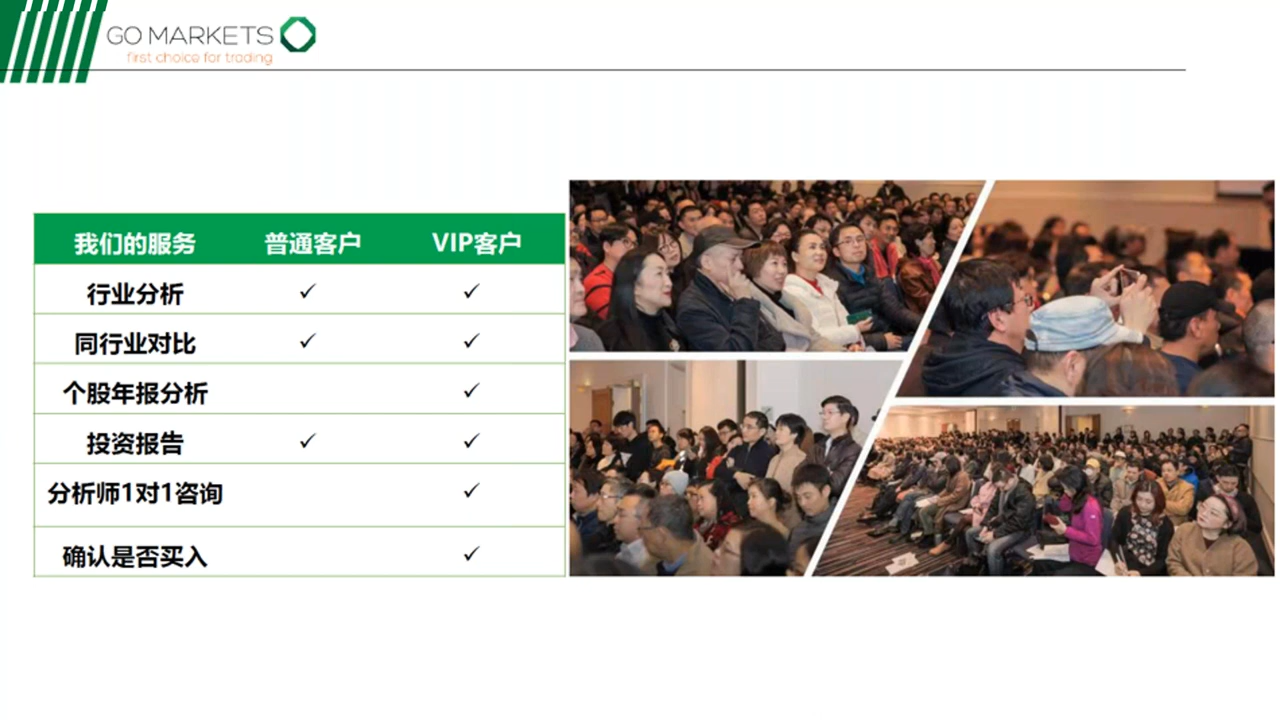 GO MARKETS
first choice for trading
我们的服务 普通客户 VIP客户
行业分析 ✓ ✓
同行业对比 ✓ ✓
个股年报分析 ✓
投资报告 ✓ ✓
分析师1对1咨询 ✓
确认是否买入 ✓